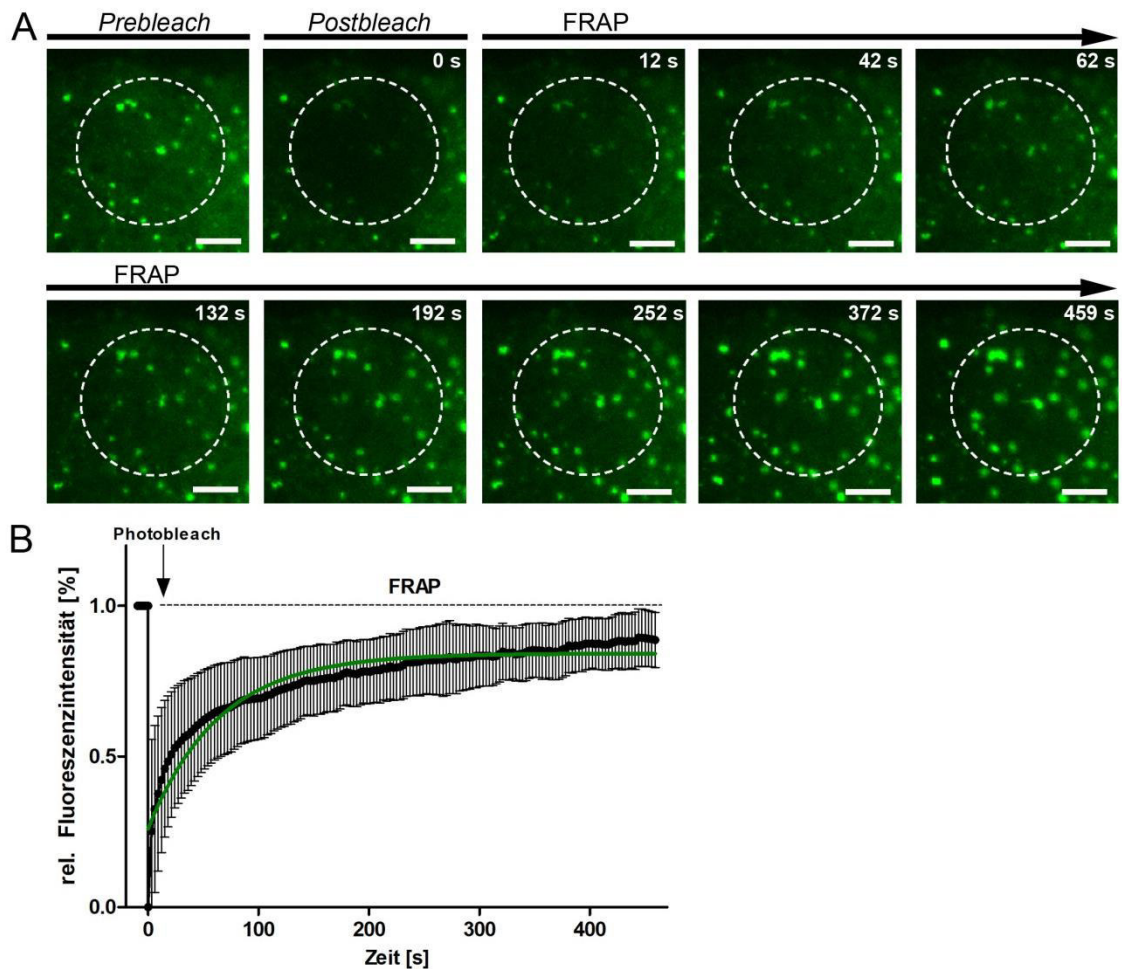 A
Prebleach
Postbleach
FRAP
0 s
12 s
42 s
62 s
FRAP
132 s
192 s
252 s
372 s
459 s
B
Photobleach
FRAP
rel. Fluoreszenzintensität [%]
1.0
0.5
0.0
0
100
200
300
400
Zeit [s]